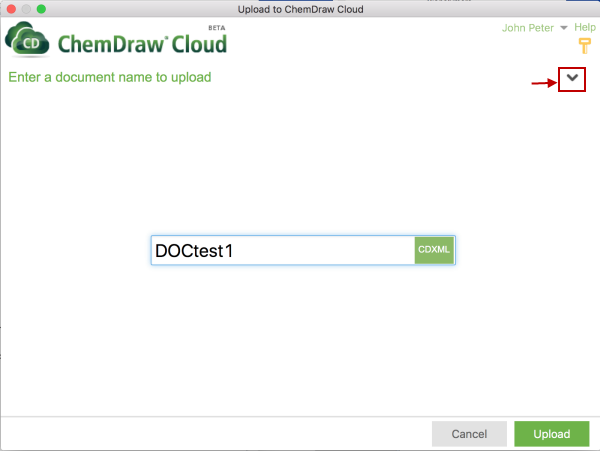 Upload to ChemDraw Cloud
CD ChemDraw™ Cloud BETA
John Peter Help
Enter a document name to upload
DOCtest1 CDXML
Cancel Upload